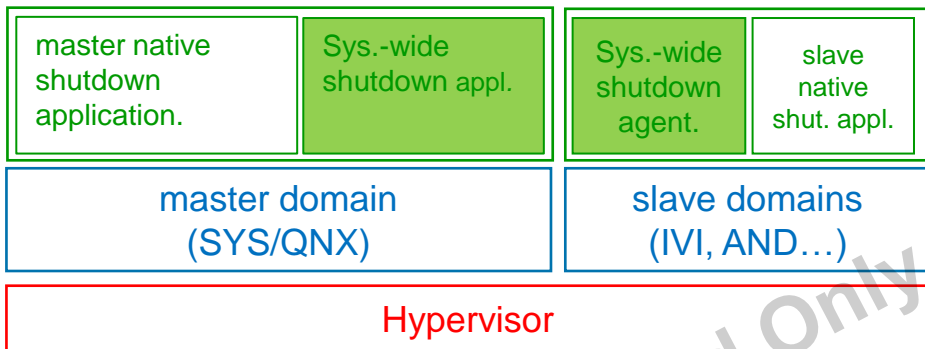 master native
shutdown
application.
Sys.-wide
shutdown appl.
Sys.-wide
shutdown
agent.
slave
native
shut. appl.
master domain
(SYS/QNX)
slave domains
(IVI, AND…)
Hypervisor
Only